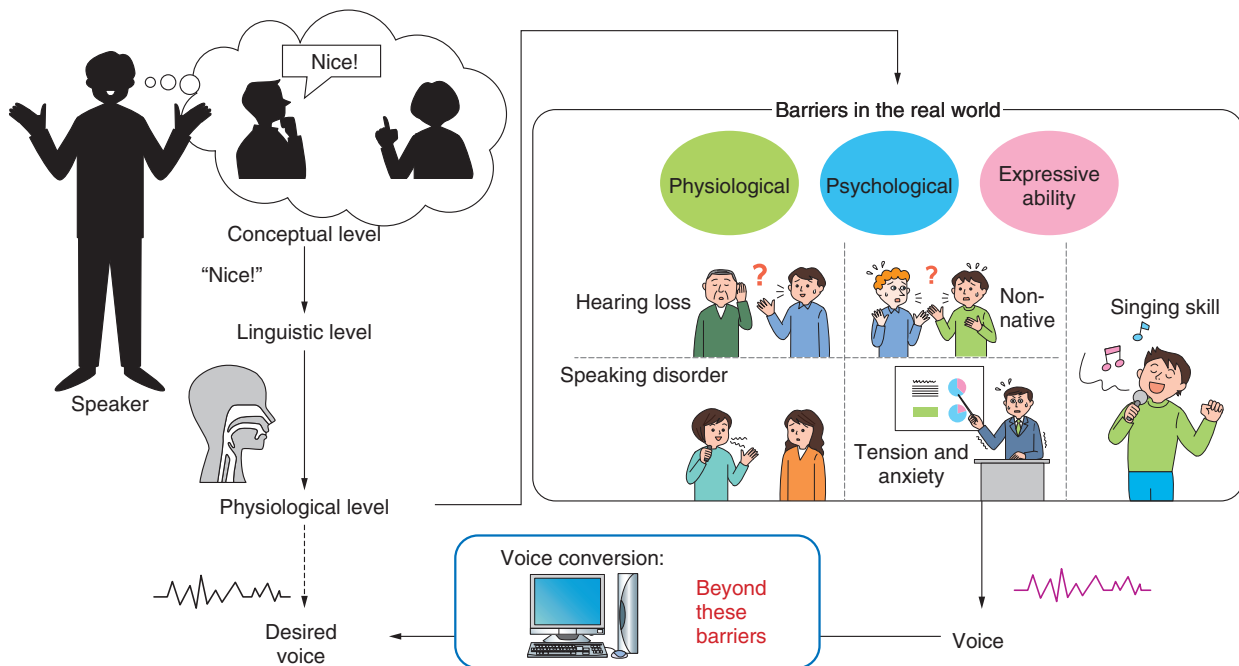 Nice!
Conceptual level
“Nice!”
Linguistic level
Speaker
Physiological level
Desired
voice
Barriers in the real world
Physiological
Psychological
Expressive
ability
Hearing loss
Non-
native
Singing skill
Speaking disorder
Tension and
anxiety
Voice conversion:
Beyond
these
barriers
Voice